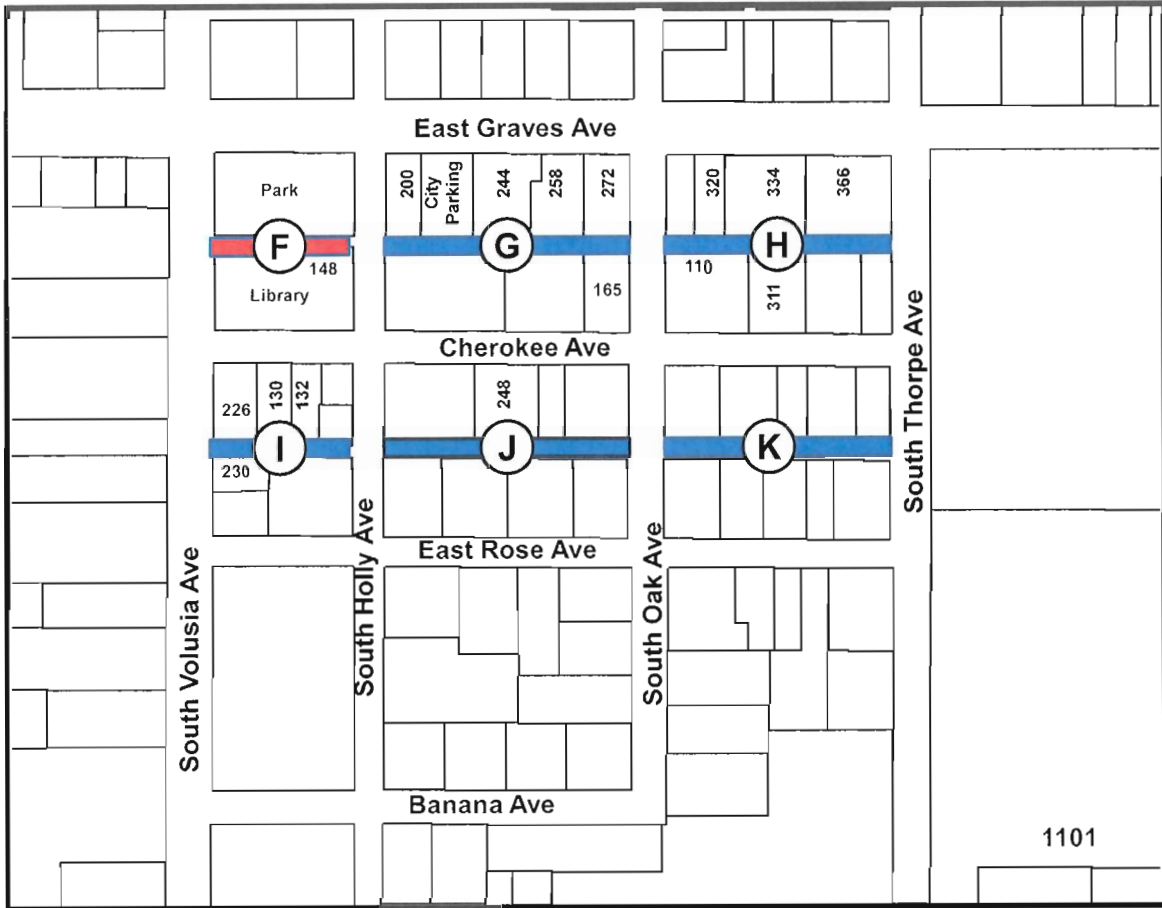 East Graves Ave
Park
200
City
Parking
244
258
272
320
334
366
F
G
H
148
Library
165
110
311
Cherokee Ave
226
130
132
248
I
J
K
230
South Thorpe Ave
East Rose Ave
South Holly Ave
South Oak Ave
South Volusia Ave
Banana Ave
1101